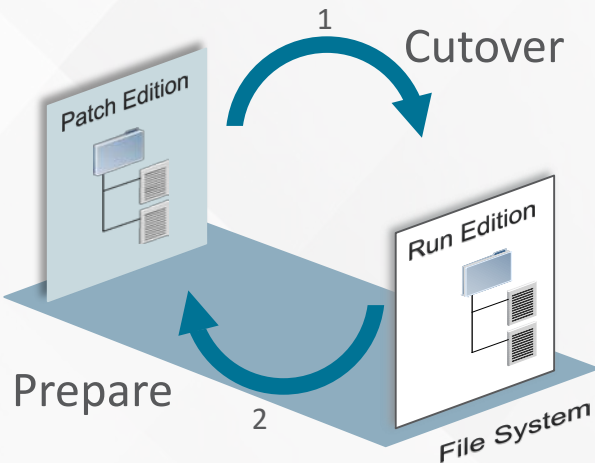 1
Cutover
Patch Edition
Run Edition
Prepare
2
File System